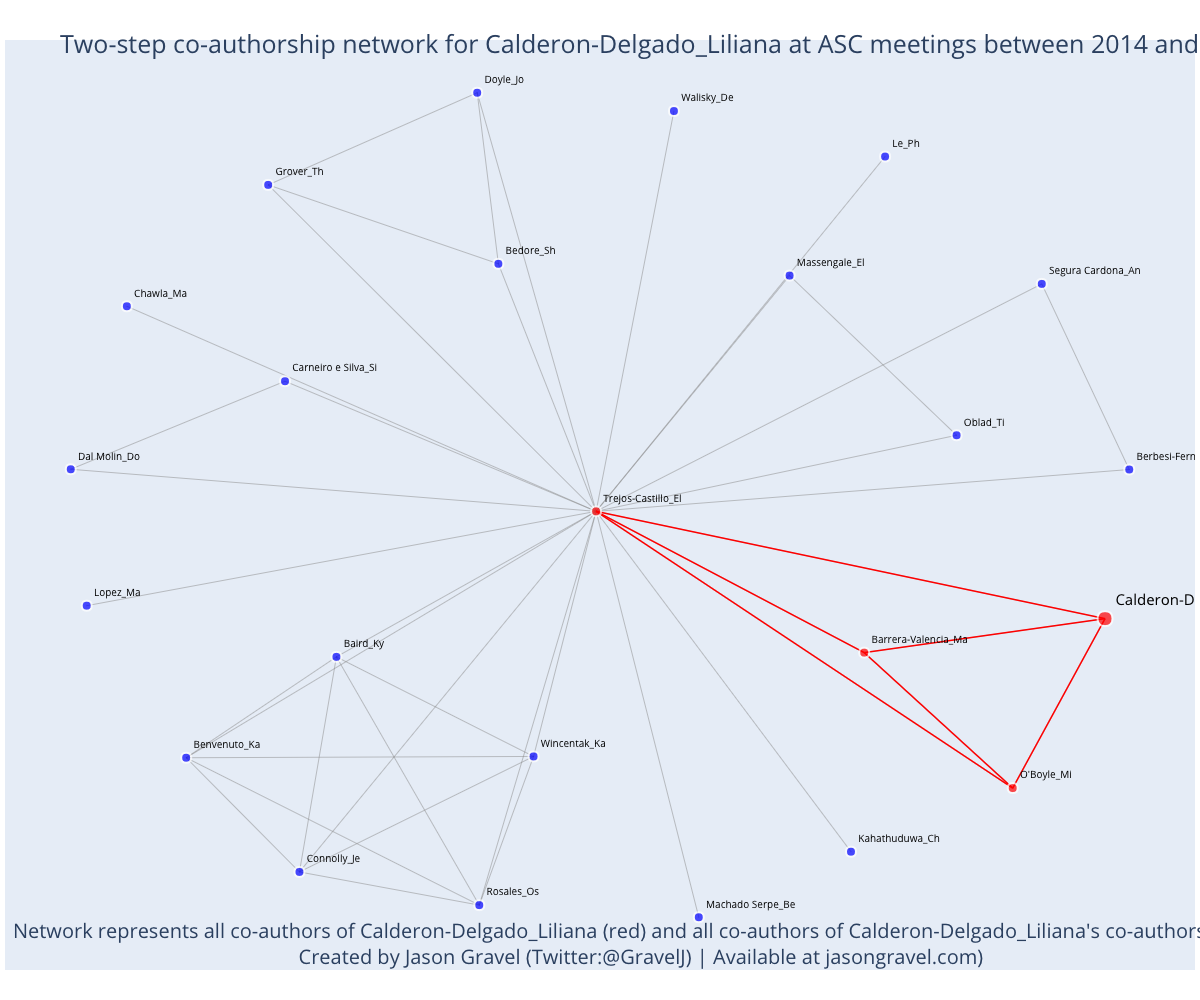 Two-step co-authorship network for Calderon-Delgado_Liliana at ASC meetings between 2014 and
Doyle_Jo
Walisky_De
Le_Ph
Grover_Th
Bedore_Sh
Massengale_El
Segura Cardona_An
Chawla_Ma
Carneiro e Silva_Si
Oblad_Ti
Dal Molin_Do
Berbesi-Fern
Trejos-Castillo_El
Lopez_Ma
Calderon-D
Baird_Ky
Barrera-Valencia_Ma
Benvenuto_Ka
Wincentak_Ka
O'Boyle_Mi
Kahathuduwa_Ch
Connolly_Je
Rosales_Os
Machado Serpe_Be
Network represents all co-authors of Calderon-Delgado_Liliana (red) and all co-authors of Calderon-Delgado_Liliana's co-authors
Created by Jason Gravel (Twitter:@GravelJ) | Available at jasongravel.com)